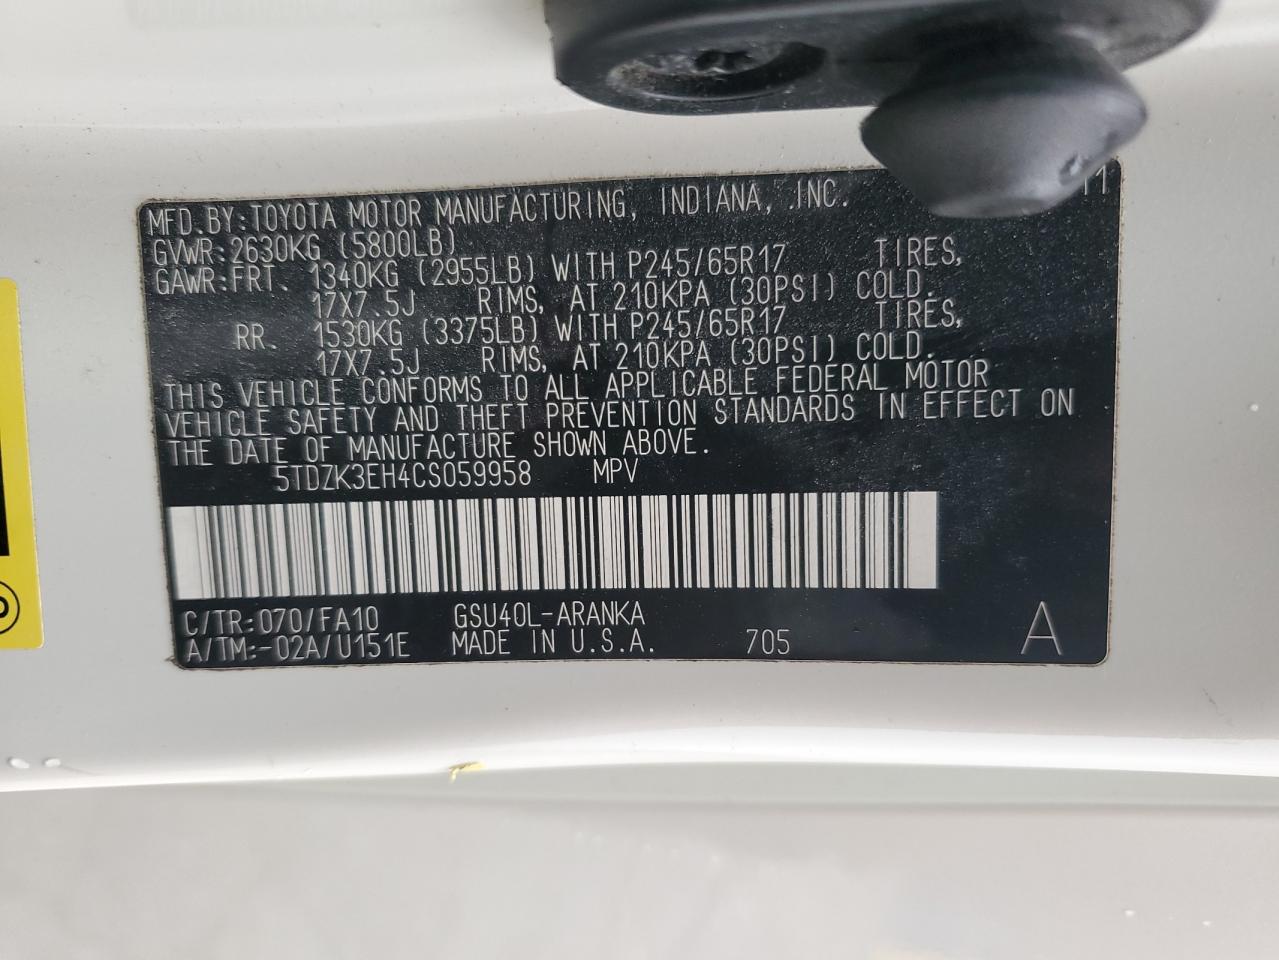 MFD.BY:TOYOTA MOTOR MANUFACTURING, INDIANA, INC. 11
GVWR:2630KG (5800LB)
GAWR:FRT. 1340KG (2955LB) WITH P245/65R17 TIRES,
17X7.5J RIMS, AT 210KPA (30PSI) COLD.
RR. 1530KG (3375LB) WITH P245/65R17 TIRES,
17X7.5J RIMS, AT 210KPA (30PSI) COLD.
THIS VEHICLE CONFORMS TO ALL APPLICABLE FEDERAL MOTOR
VEHICLE SAFETY AND THEFT PREVENTION STANDARDS IN EFFECT ON
THE DATE OF MANUFACTURE SHOWN ABOVE.
5TDZK3EH4CS059958 MPV
C/TR:070/FA10 GSU40L-ARANKA
A/TM:-02A/U151E MADE IN U.S.A. 705 A